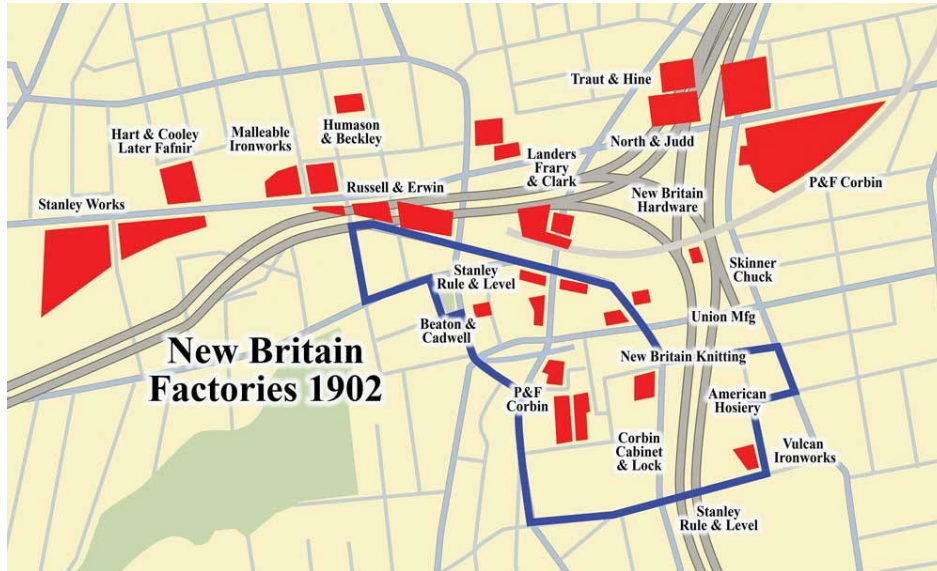 Traut & Hine
Humason
& Beckley
Hart & Cooley
Later Fafnir
Malleable
Ironworks
North & Judd
Landers
Frary
& Clark
P&F Corbin
Russell & Erwin
New Britain
Hardware
Stanley Works
Skinner
Chuck
Stanley
Rule & Level
Union Mfg
Beaton &
Cadwell
New Britain
Factories 1902
New Britain Knitting
P&F
Corbin
American
Hosiery
Corbin
Cabinet
& Lock
Vulcan
Ironworks
Stanley
Rule & Level